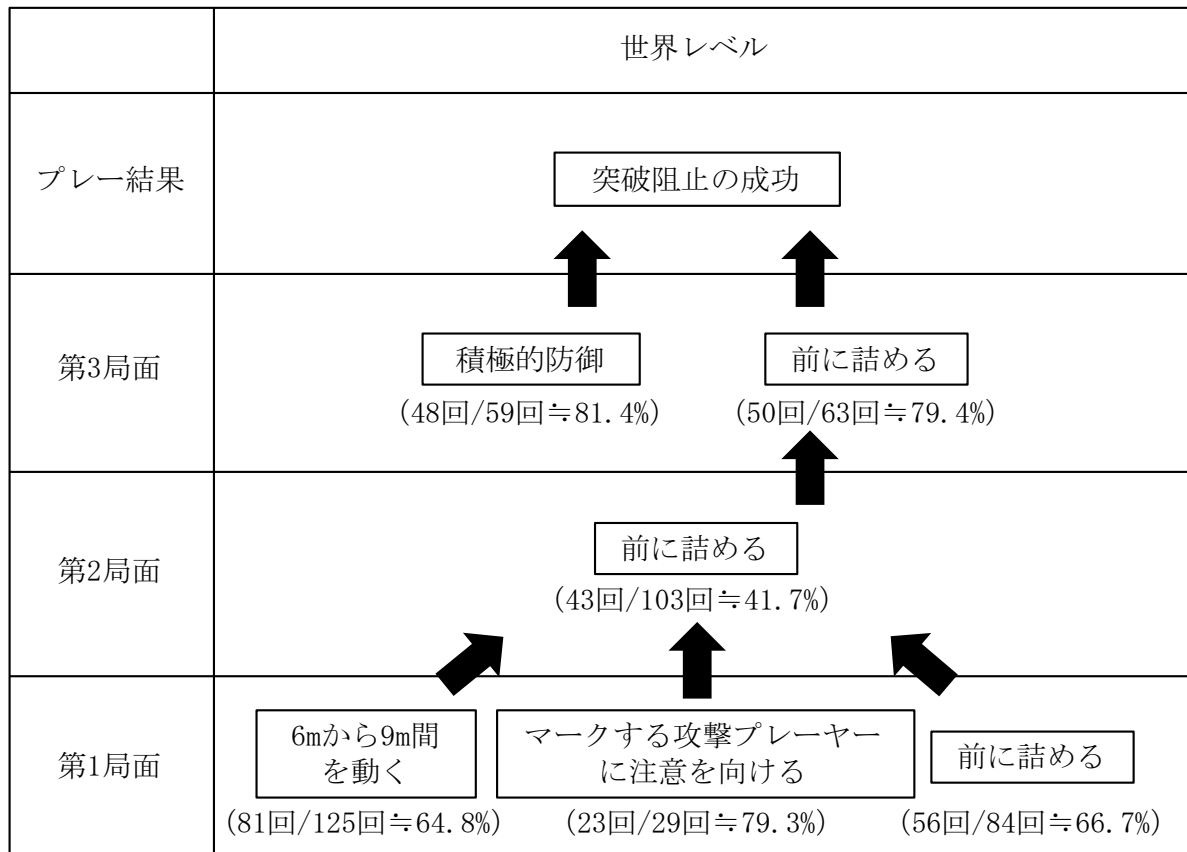 世界レベル
プレー結果
突破阻止の成功
第3局面
積極的防御
(48回/59回≒81.4%)
前に詰める
(50回/63回≒79.4%)
第2局面
前に詰める
(43回/103回≒41.7%)
第1局面
6mから9m間
を動く
(81回/125回≒64.8%)
マークする攻撃プレーヤー
に注意を向ける
(23回/29回≒79.3%)
前に詰める
(56回/84回≒66.7%)